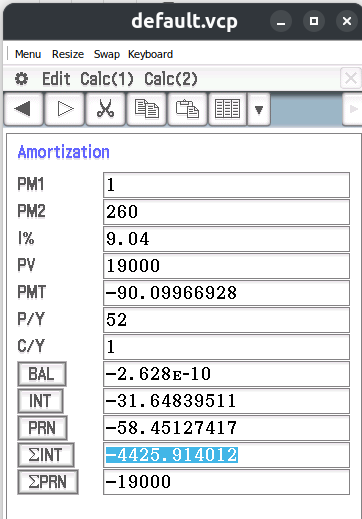 default.vcp
Menu Resize Swap Keyboard
Edit Calc(1) Calc(2)
Amortization
PM1 1
PM2 260
I% 9.04
PV 19000
PMT -90.09966928
P/Y 52
C/Y 1
BAL -2.628E-10
INT -31.64839511
PRN -58.45127417
ΣINT -4425.914012
ΣPRN -19000